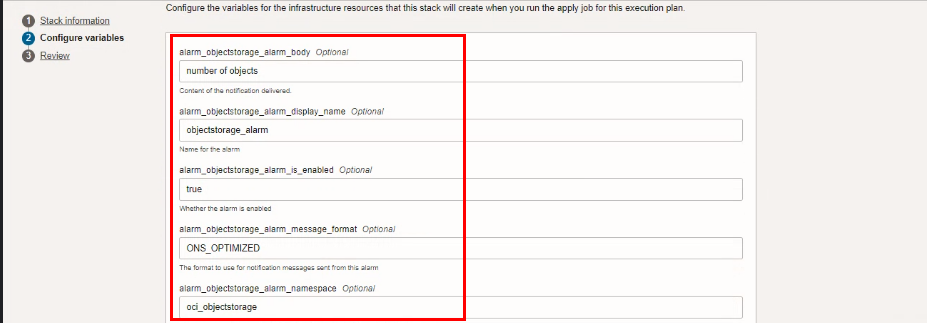 Configure the variables for the infrastructure resources that this stack will create when you run the apply job for this execution plan.
1 Stack information
2 Configure variables
3 Review
alarm_objectstorage_alarm_body Optional
number of objects
Content of the notification delivered.
alarm_objectstorage_alarm_display_name Optional
objectstorage_alarm
Name for the alarm
alarm_objectstorage_alarm_is_enabled Optional
true
Whether the alarm is enabled
alarm_objectstorage_alarm_message_format Optional
ONS_OPTIMIZED
The format to use for notification messages sent from this alarm
alarm_objectstorage_alarm_namespace Optional
oci_objectstorage